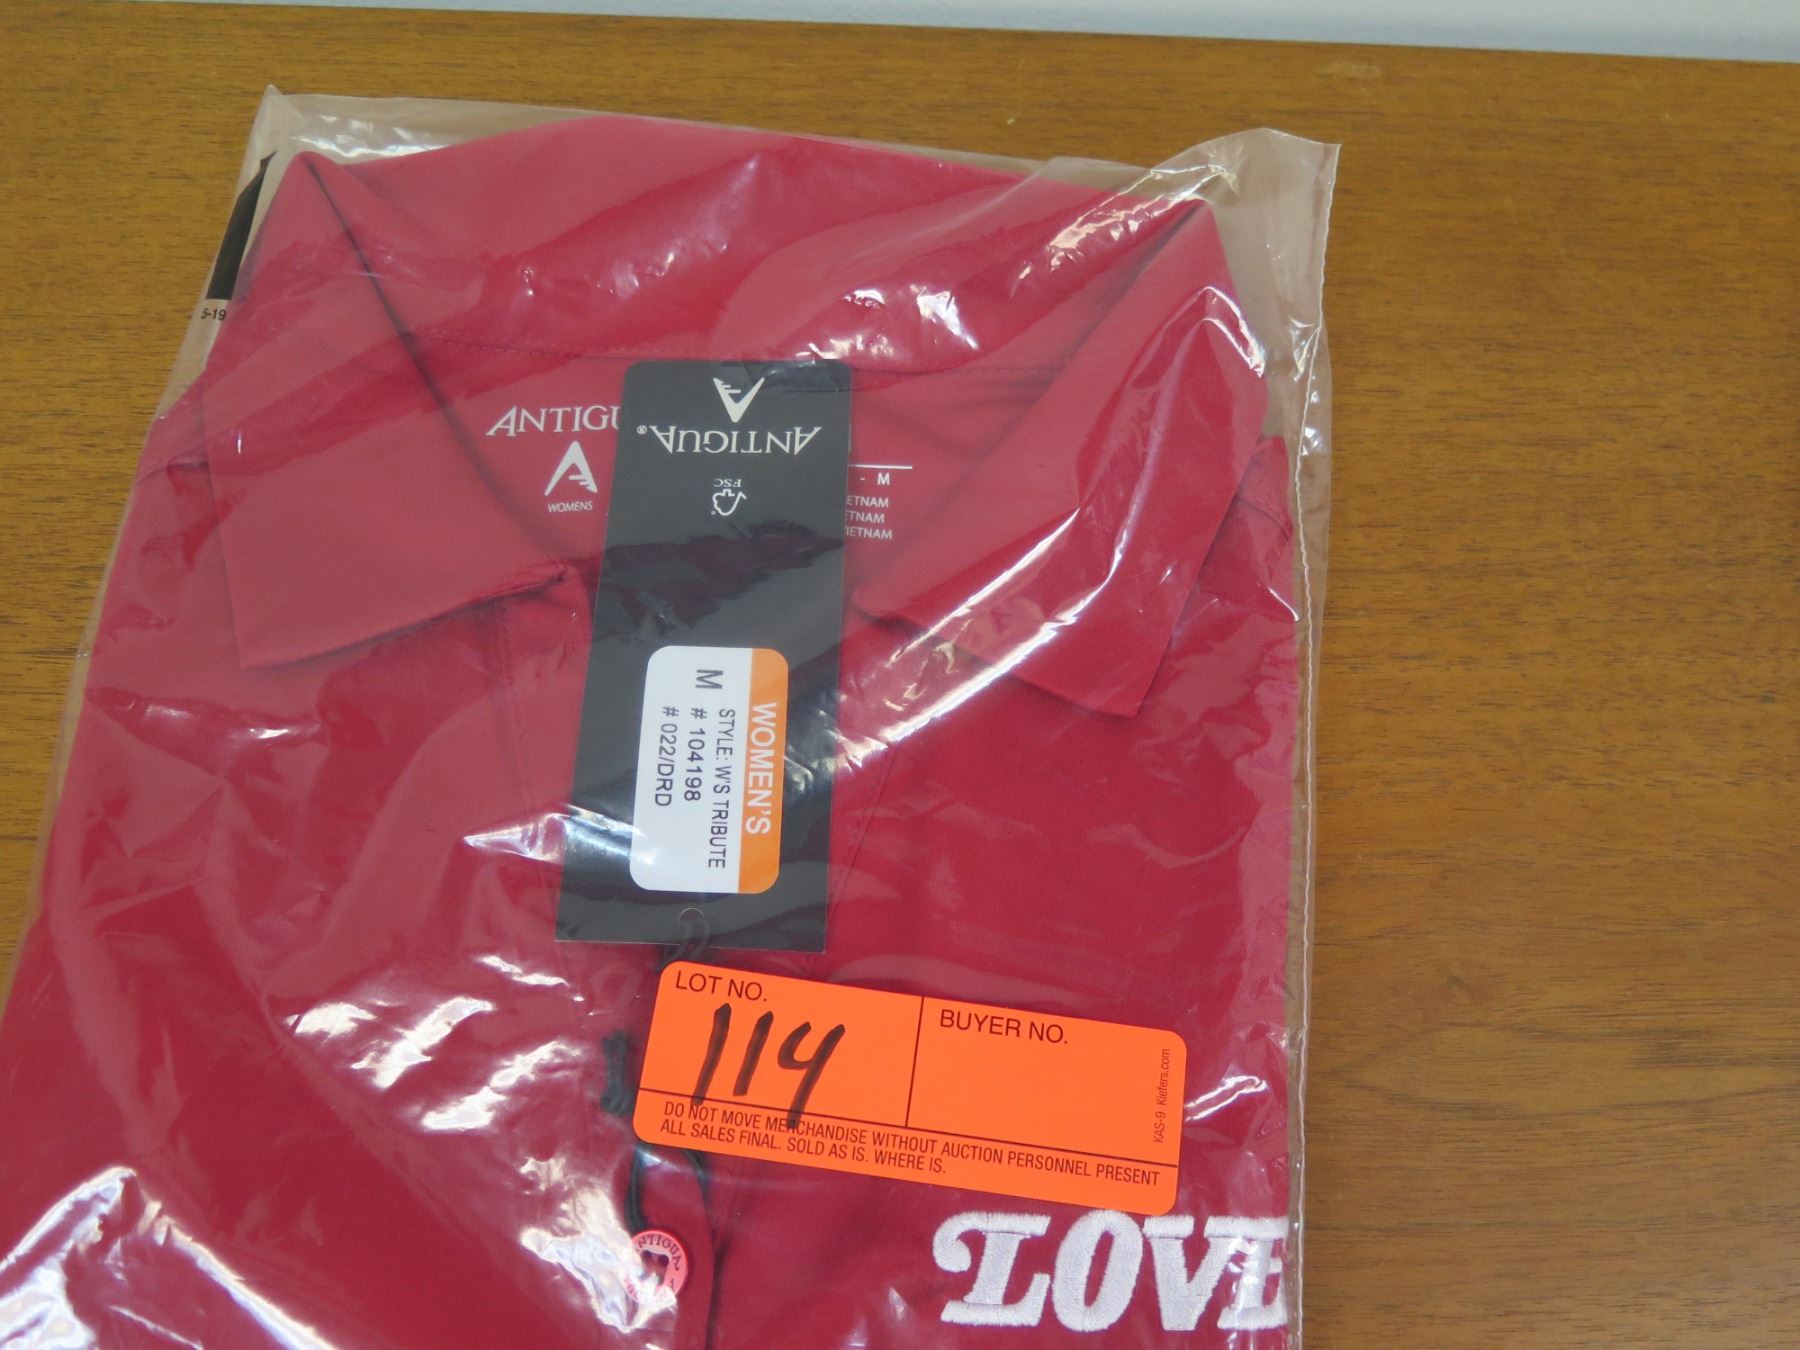 5-19
ANTIGU
WOMENS
- M
ETNAM
ETNAM
IETNAM
ANTIGUA®
FSC
WOMEN'S
STYLE: W'S TRIBUTE
M # 104198
# 022/DRD
LOT NO.
114
BUYER NO.
KAS-9 Kiefers.com
DO NOT MOVE MERCHANDISE WITHOUT AUCTION PERSONNEL PRESENT
ALL SALES FINAL. SOLD AS IS. WHERE IS.
ANTIGUA
LOVE